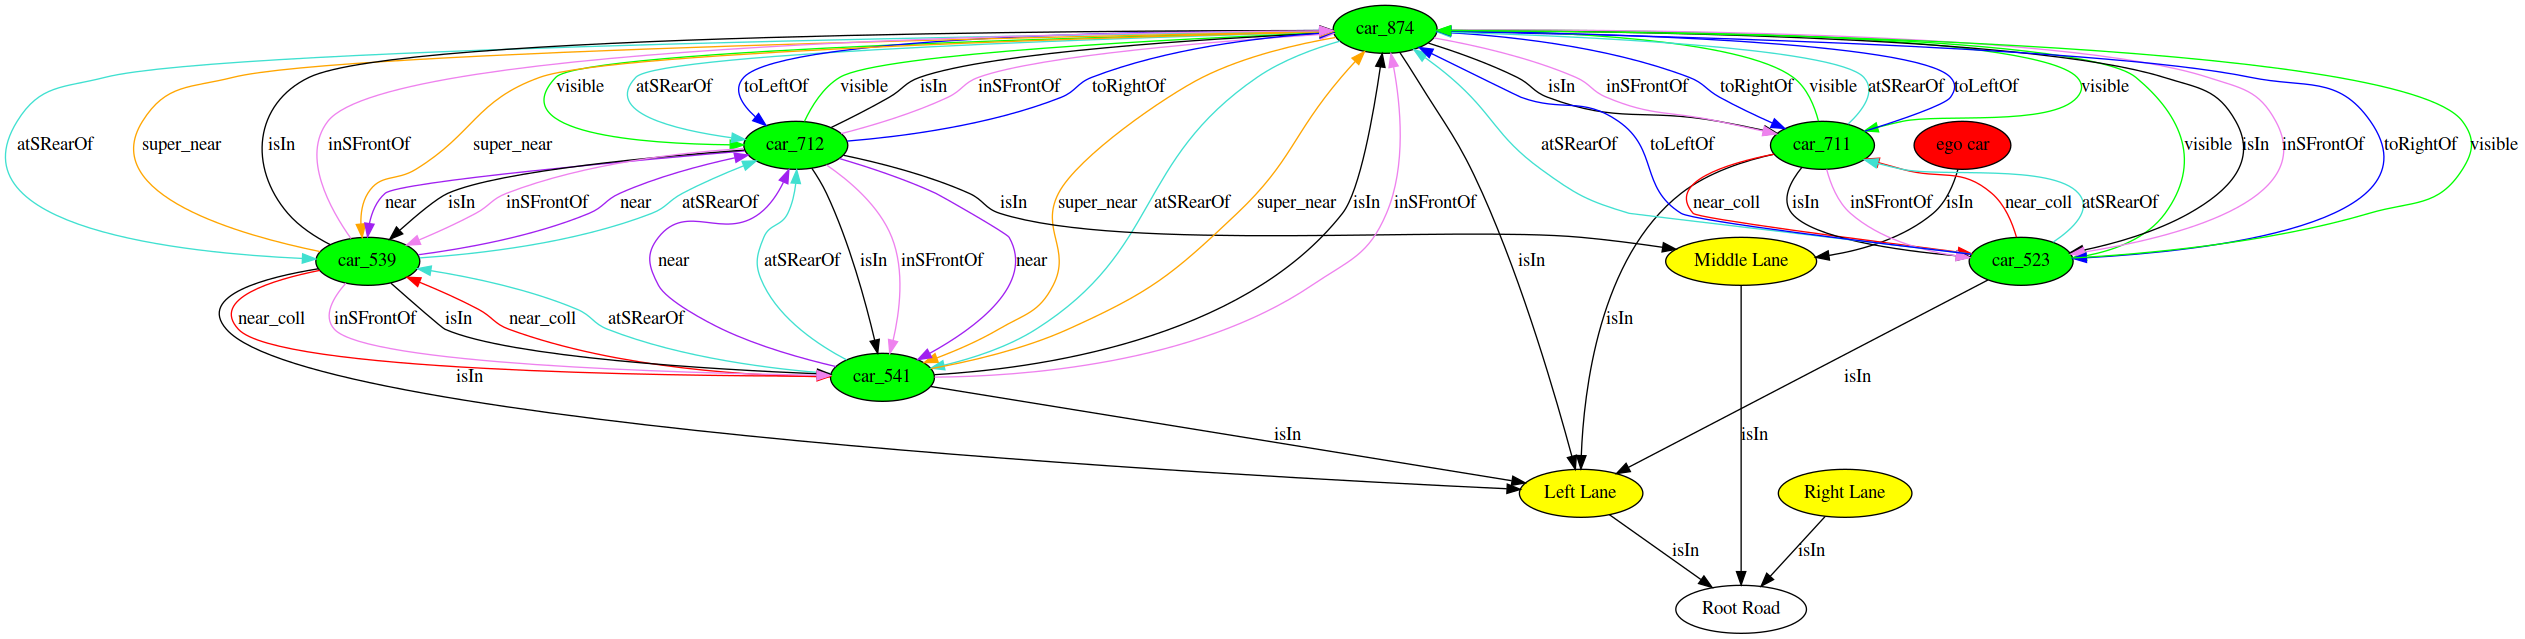 car_874
visible
atSRearOf
toLeftOf
visible
isIn
inSFrontOf
toRightOf
isIn
inSFrontOf
toRightOf
visible
atSRearOf
toLeftOf
visible
atSRearOf
super_near
isIn
inSFrontOf
super_near
car_712
atSRearOf
toLeftOf
car_711
ego car
visible
isIn
inSFrontOf
toRightOf
visible
near
isIn
inSFrontOf
near
atSRearOf
isIn
super_near
atSRearOf
super_near
isIn
inSFrontOf
near_coll
isIn
inSFrontOf
isIn
near_coll
atSRearOf
car_539
near
atSRearOf
isIn
inSFrontOf
near
isIn
Middle Lane
car_523
near_coll
inSFrontOf
isIn
near_coll
atSRearOf
isIn
isIn
car_541
isIn
isIn
isIn
Left Lane
Right Lane
isIn
isIn
Root Road